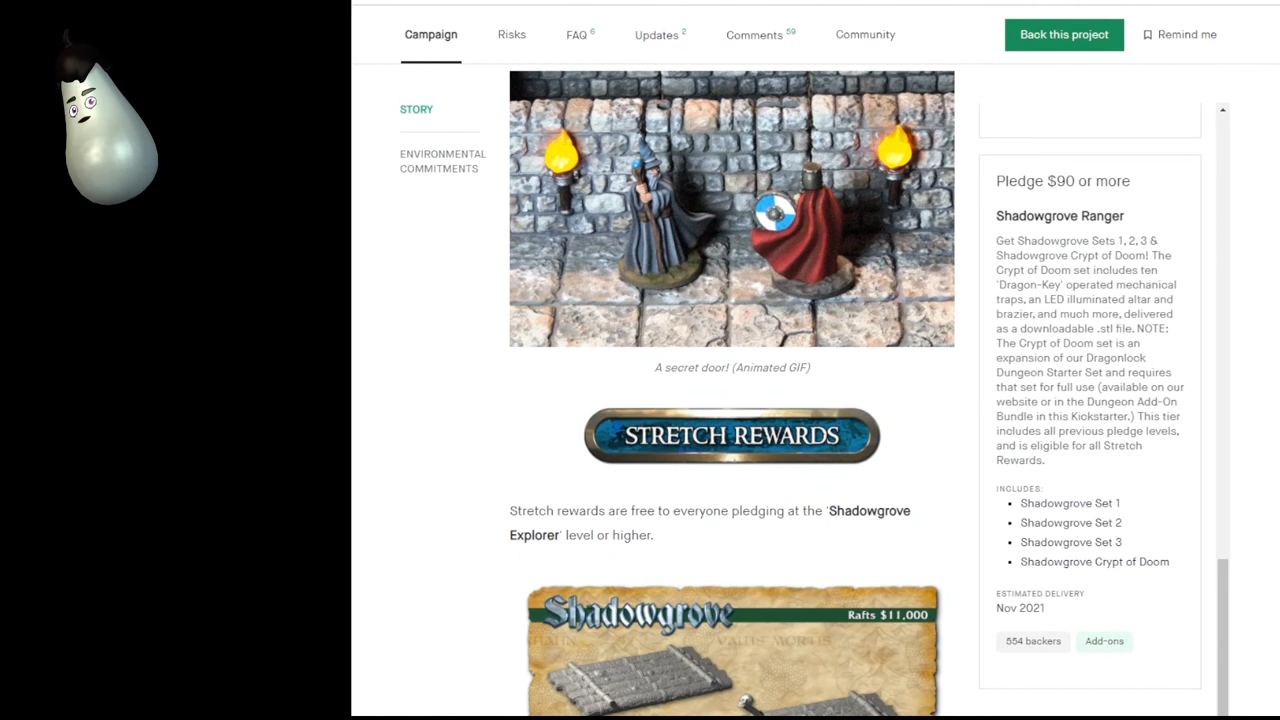 Campaign
Risks
FAQ 6
Updates 2
Comments 59
Community
Back this project
Remind me
STORY
ENVIRONMENTAL
COMMITMENTS
A secret door! (Animated GIF)
STRETCH REWARDS
Stretch rewards are free to everyone pledging at the 'Shadowgrove
Explorer' level or higher.
Shadowgrove
Rafts $11,000
Pledge $90 or more
Shadowgrove Ranger
Get Shadowgrove Sets 1, 2, 3 &
Shadowgrove Crypt of Doom! The
Crypt of Doom set includes ten
'Dragon-Key' operated mechanical
traps, an LED illuminated altar and
brazier, and much more, delivered
as a downloadable .stl file. NOTE:
The Crypt of Doom set is an
expansion of our Dragonlock
Dungeon Starter Set and requires
that set for full use (available on our
website or in the Dungeon Add-On
Bundle in this Kickstarter.) This tier
includes all previous pledge levels,
and is eligible for all Stretch
Rewards.
INCLUDES:
• Shadowgrove Set 1
• Shadowgrove Set 2
• Shadowgrove Set 3
• Shadowgrove Crypt of Doom
ESTIMATED DELIVERY
Nov 2021
554 backers
Add-ons